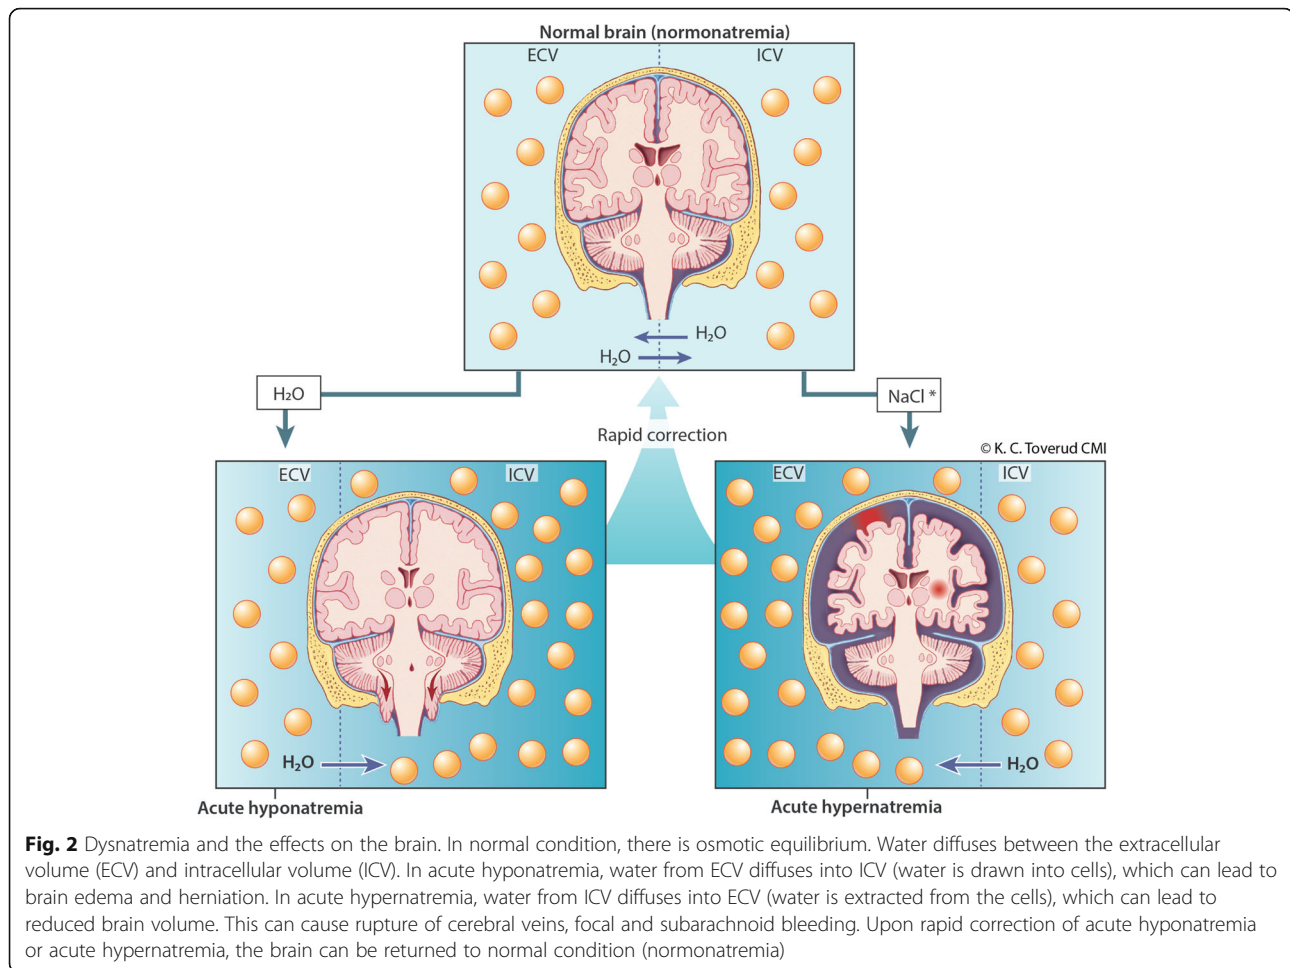 Normal brain (normonatremia)
ECV
ICV
H₂O
H₂O
H₂O
NaCl *
Rapid correction
© K. C. Toverud CMI
ECV
ICV
ECV
ICV
H₂O
H₂O
Acute hyponatremia
Acute hypernatremia
Fig. 2 Dysnatremia and the effects on the brain. In normal condition, there is osmotic equilibrium. Water diffuses between the extracellular
volume (ECV) and intracellular volume (ICV). In acute hyponatremia, water from ECV diffuses into ICV (water is drawn into cells), which can lead to
brain edema and herniation. In acute hypernatremia, water from ICV diffuses into ECV (water is extracted from the cells), which can lead to
reduced brain volume. This can cause rupture of cerebral veins, focal and subarachnoid bleeding. Upon rapid correction of acute hyponatremia
or acute hypernatremia, the brain can be returned to normal condition (normonatremia)